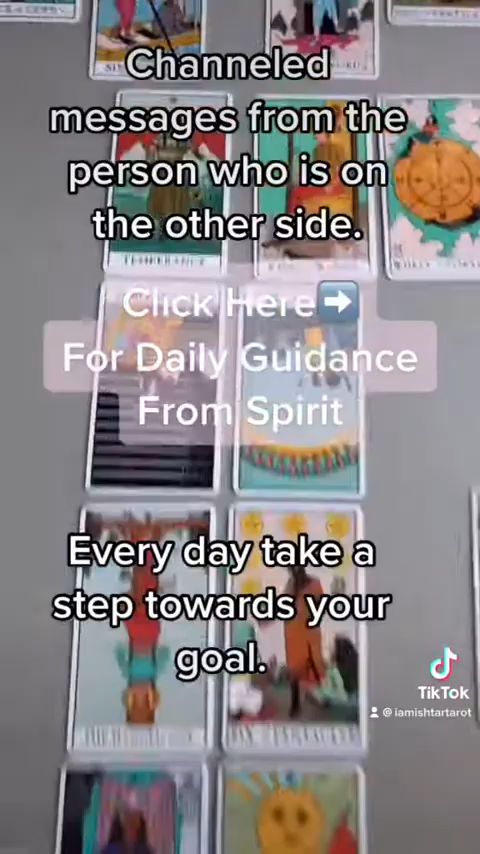 Channeled
messages from the
person who is on
the other side.
TEMPERANCE
Click Here➡️
For Daily Guidance
From Spirit
Every day take a
step towards your
goal.
TikTok
@iamishtartarot